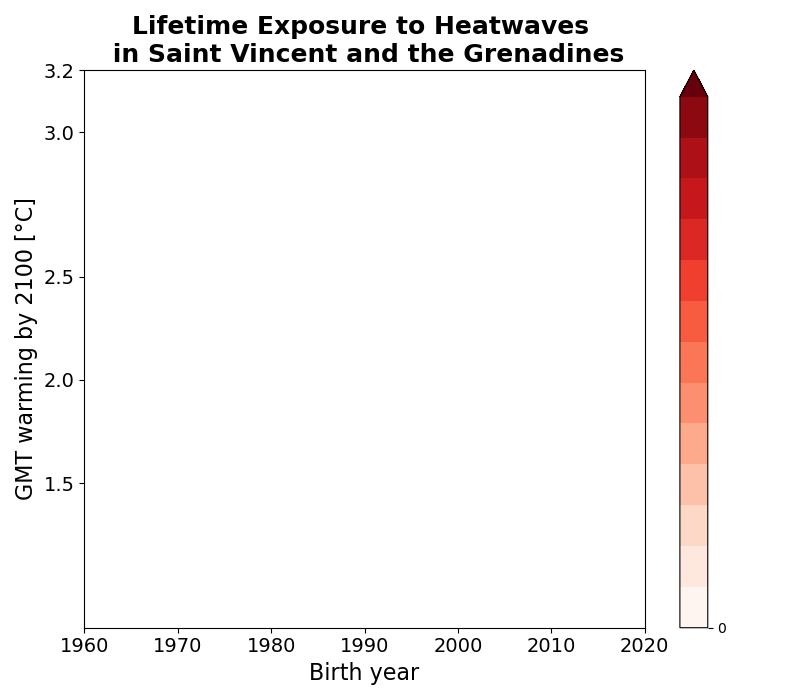 Lifetime Exposure to Heatwaves
in Saint Vincent and the Grenadines
3.2
3.0
2.5
2.0
1.5
GMT warming by 2100 [°C]
1960 1970 1980 1990 2000 2010 2020
Birth year
0